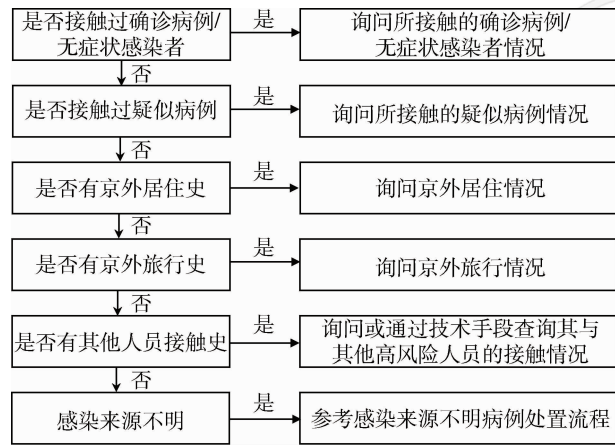 是否接触过确诊病例/
无症状感染者
是
询问所接触的确诊病例/
无症状感染者情况
否
是否接触过疑似病例
是
询问所接触的疑似病例情况
否
是否有京外居住史
是
询问京外居住情况
否
是否有京外旅行史
是
询问京外旅行情况
否
是否有其他人员接触史
是
询问或通过技术手段查询其与
其他高风险人员的接触情况
否
感染来源不明
是
参考感染来源不明病例处置流程